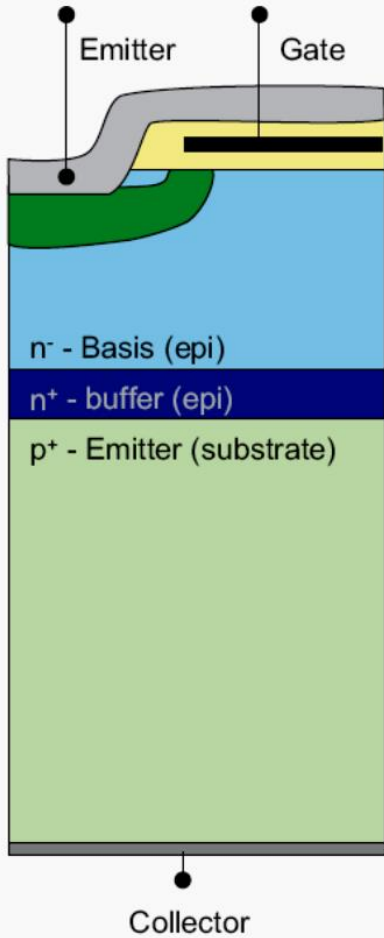 Emitter
Gate
n⁻ - Basis (epi)
n⁺ - buffer (epi)
p⁺ - Emitter (substrate)
Collector